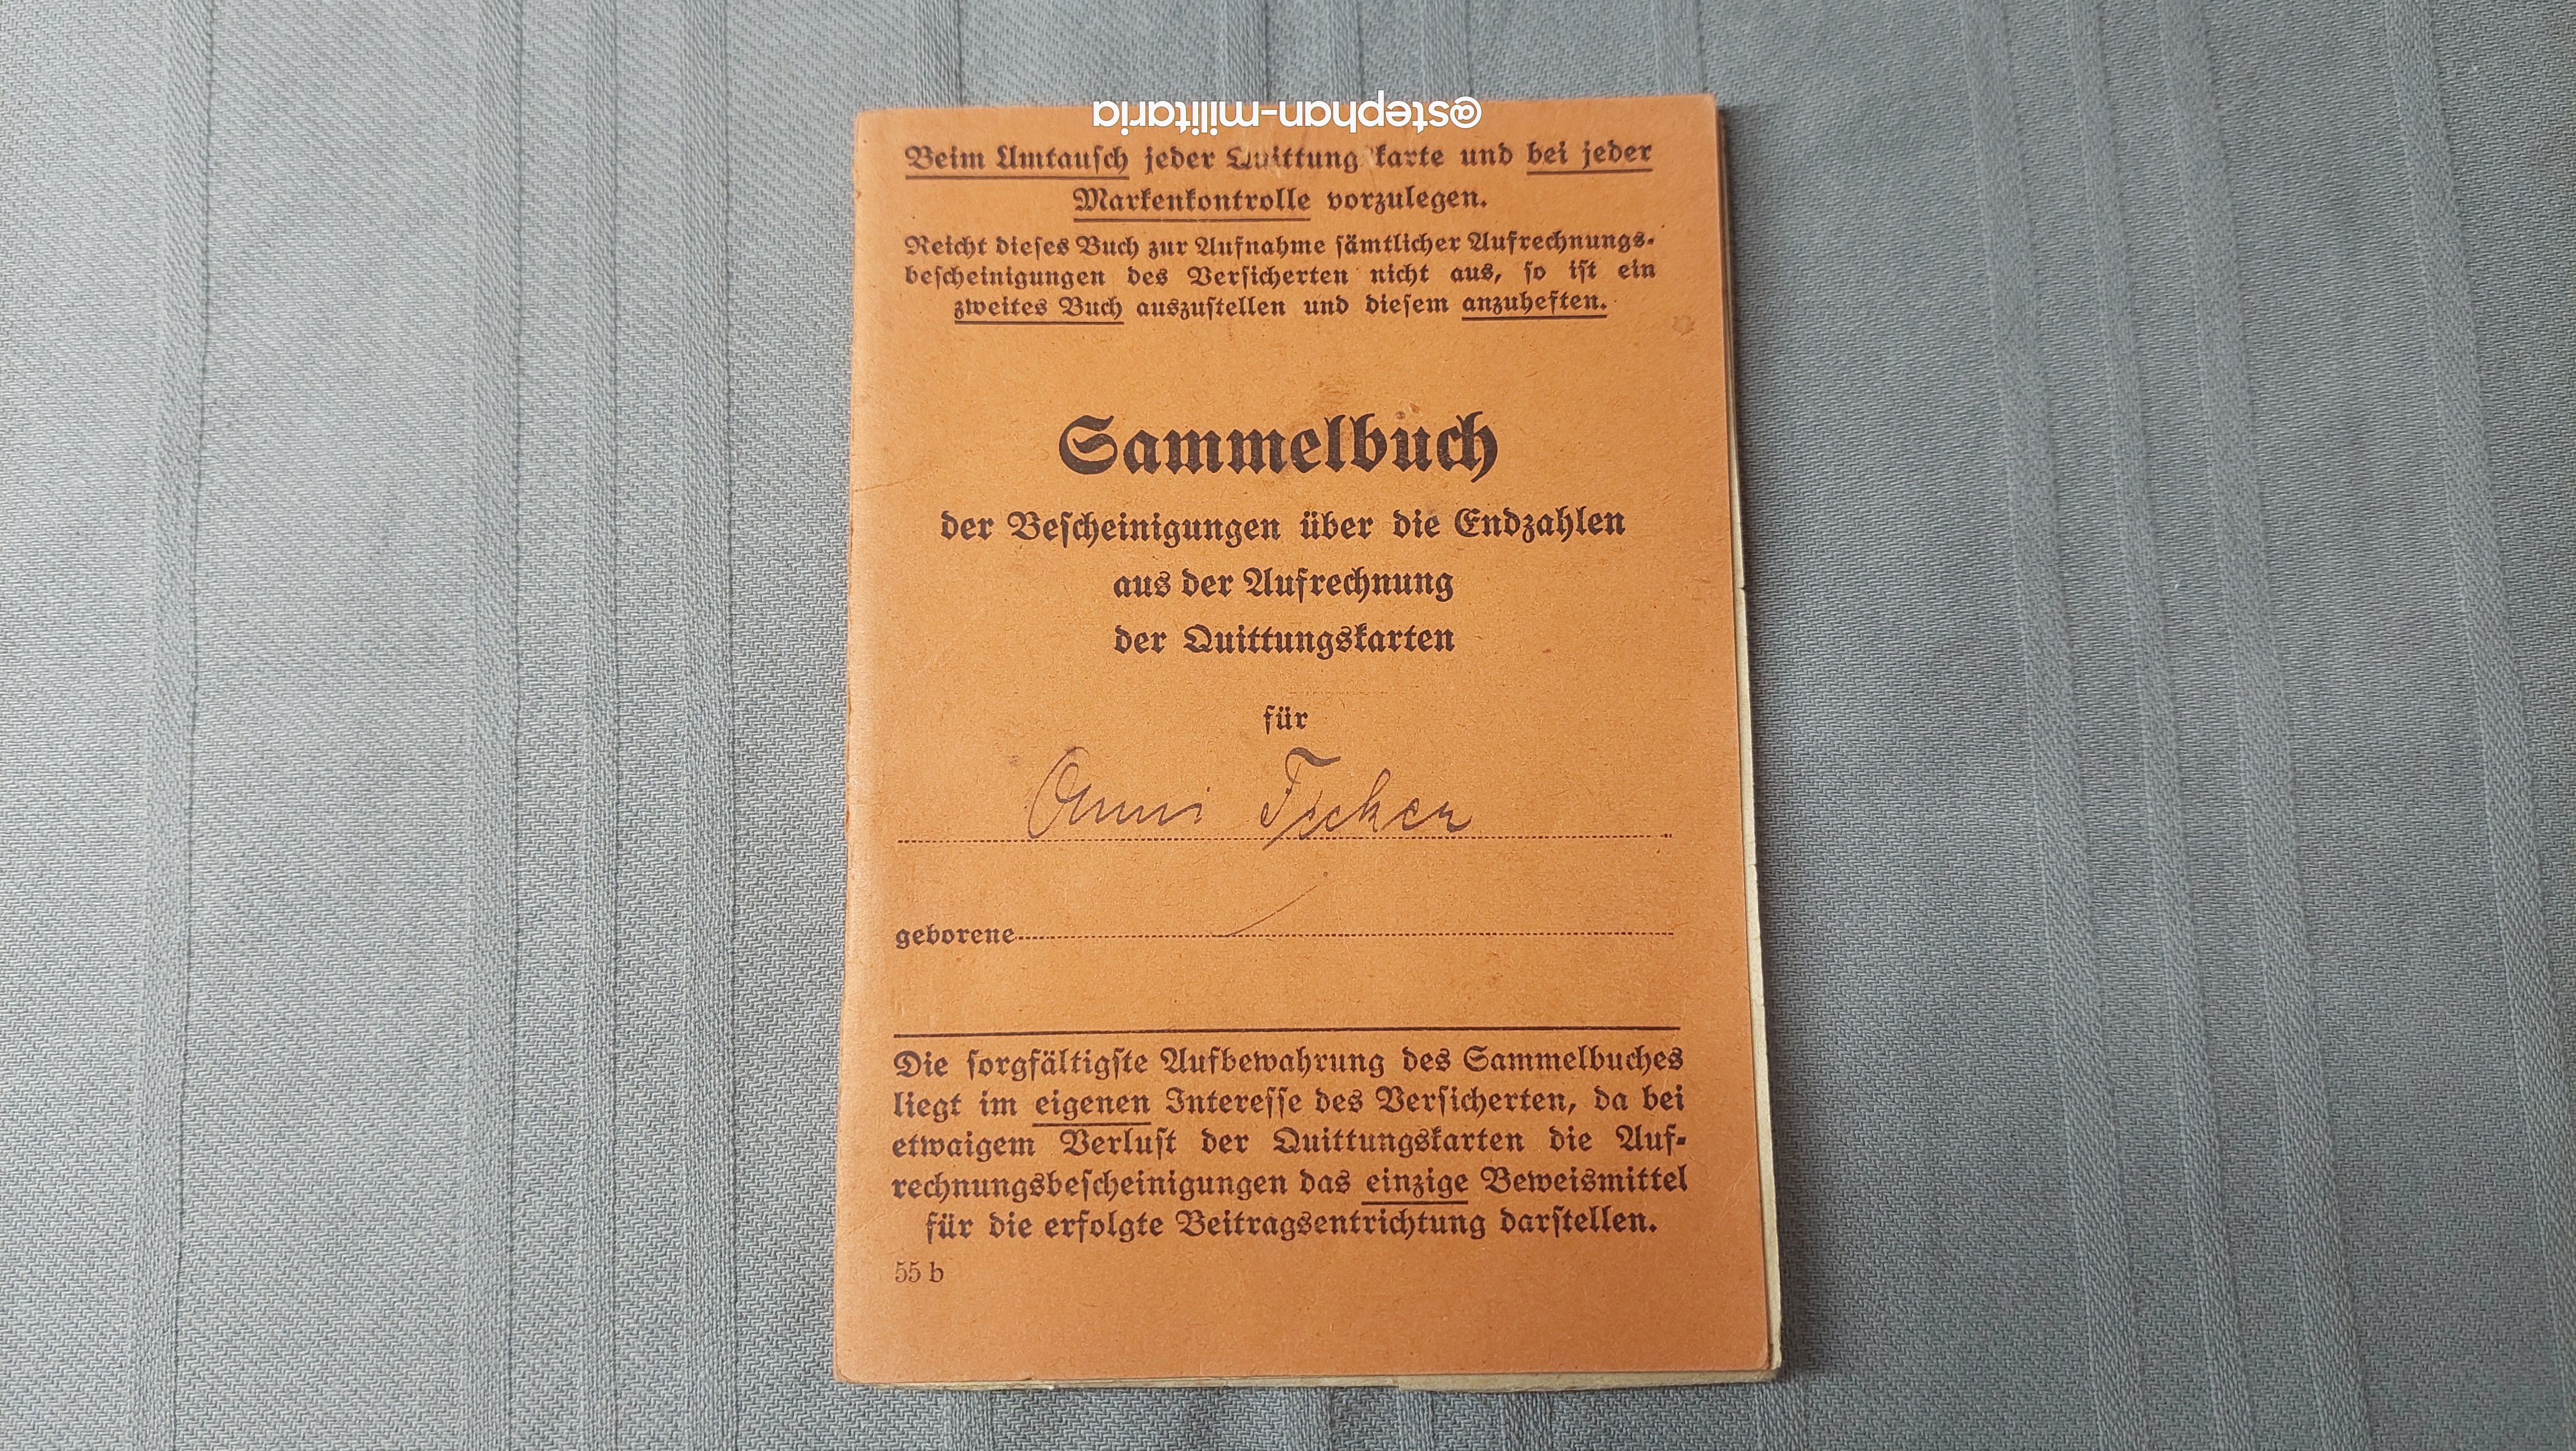 @stephan-militaria
Beim Umtausch jeder Quittungskarte und bei jeder
Markenkontrolle vorzulegen.
Reicht dieses Buch zur Aufnahme sämtlicher Aufrechnungs-
bescheinigungen des Versicherten nicht aus, so ist ein
zweites Buch auszustellen und diesem anzuheften.
Sammelbuch
der Bescheinigungen über die Endzahlen
aus der Aufrechnung
der Quittungskarten
für
Anni
geborene
Die sorgfältigste Aufbewahrung des Sammelbuches
liegt im eigenen Interesse des Versicherten, da bei
etwaigem Verlust der Quittungskarten die Auf-
rechnungsbescheinigungen das einzige Beweismittel
für die erfolgte Beitragsentrichtung darstellen.
55 b